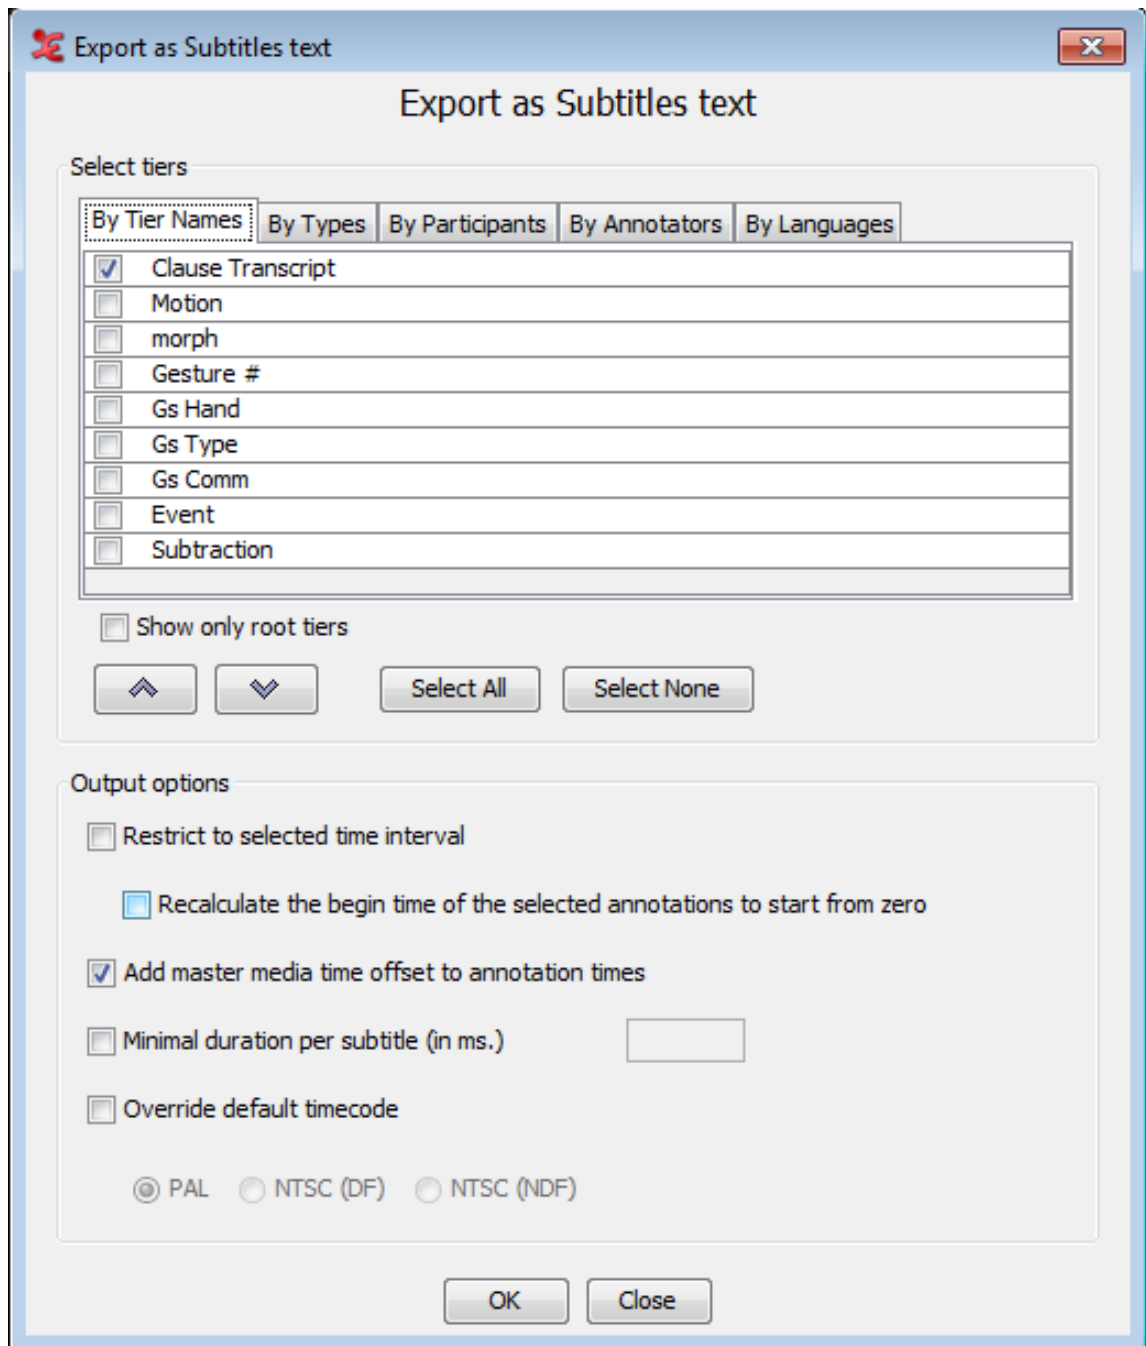 Export as Subtitles text
Export as Subtitles text
Select tiers
By Tier Names By Types By Participants By Annotators By Languages
Clause Transcript
Motion
morph
Gesture #
Gs Hand
Gs Type
Gs Comm
Event
Subtraction
Show only root tiers
Select All Select None
Output options
Restrict to selected time interval
Recalculate the begin time of the selected annotations to start from zero
Add master media time offset to annotation times
Minimal duration per subtitle (in ms.)
Override default timecode
PAL NTSC (DF) NTSC (NDF)
OK Close